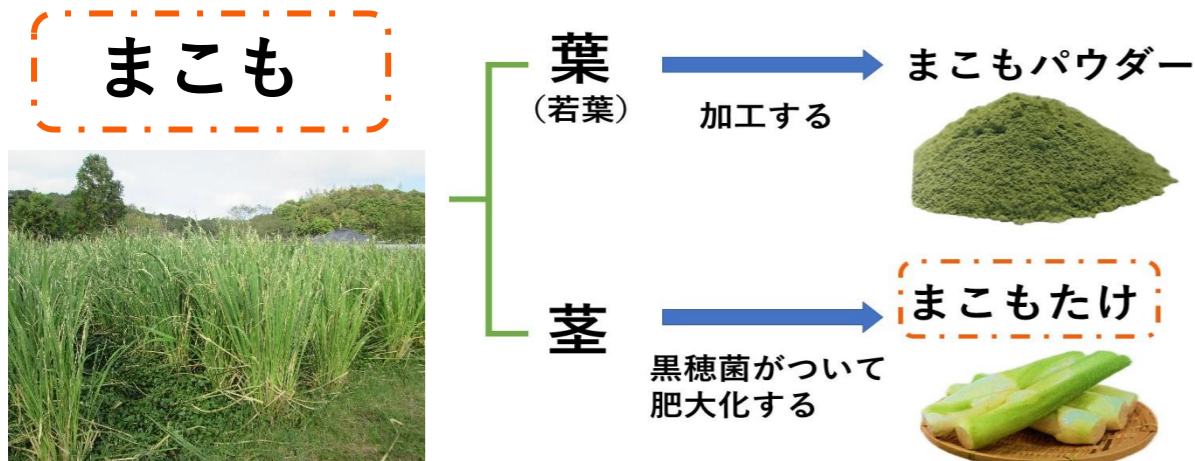 まこも
葉
（若葉）
加工する
まこもパウダー
茎
黒穂菌がついて
肥大化する
まこもたけ